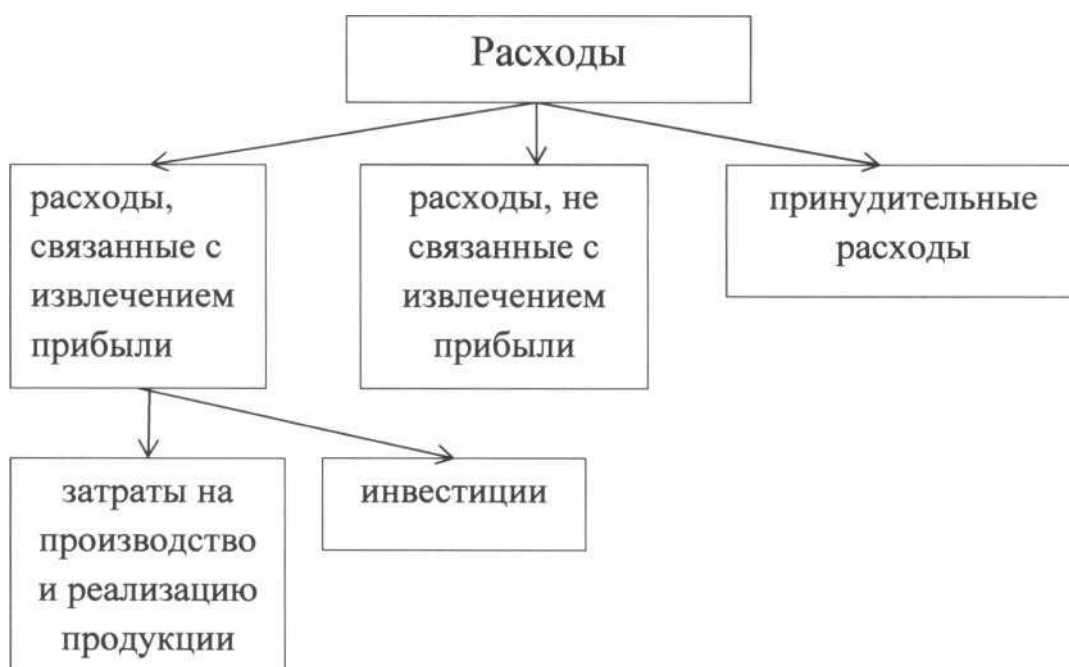 Расходы
расходы,
связанные с
извлечением
прибыли
расходы, не
связанные с
извлечением
прибыли
принудительные
расходы
затраты на
производство
и реализацию
продукции
инвестиции